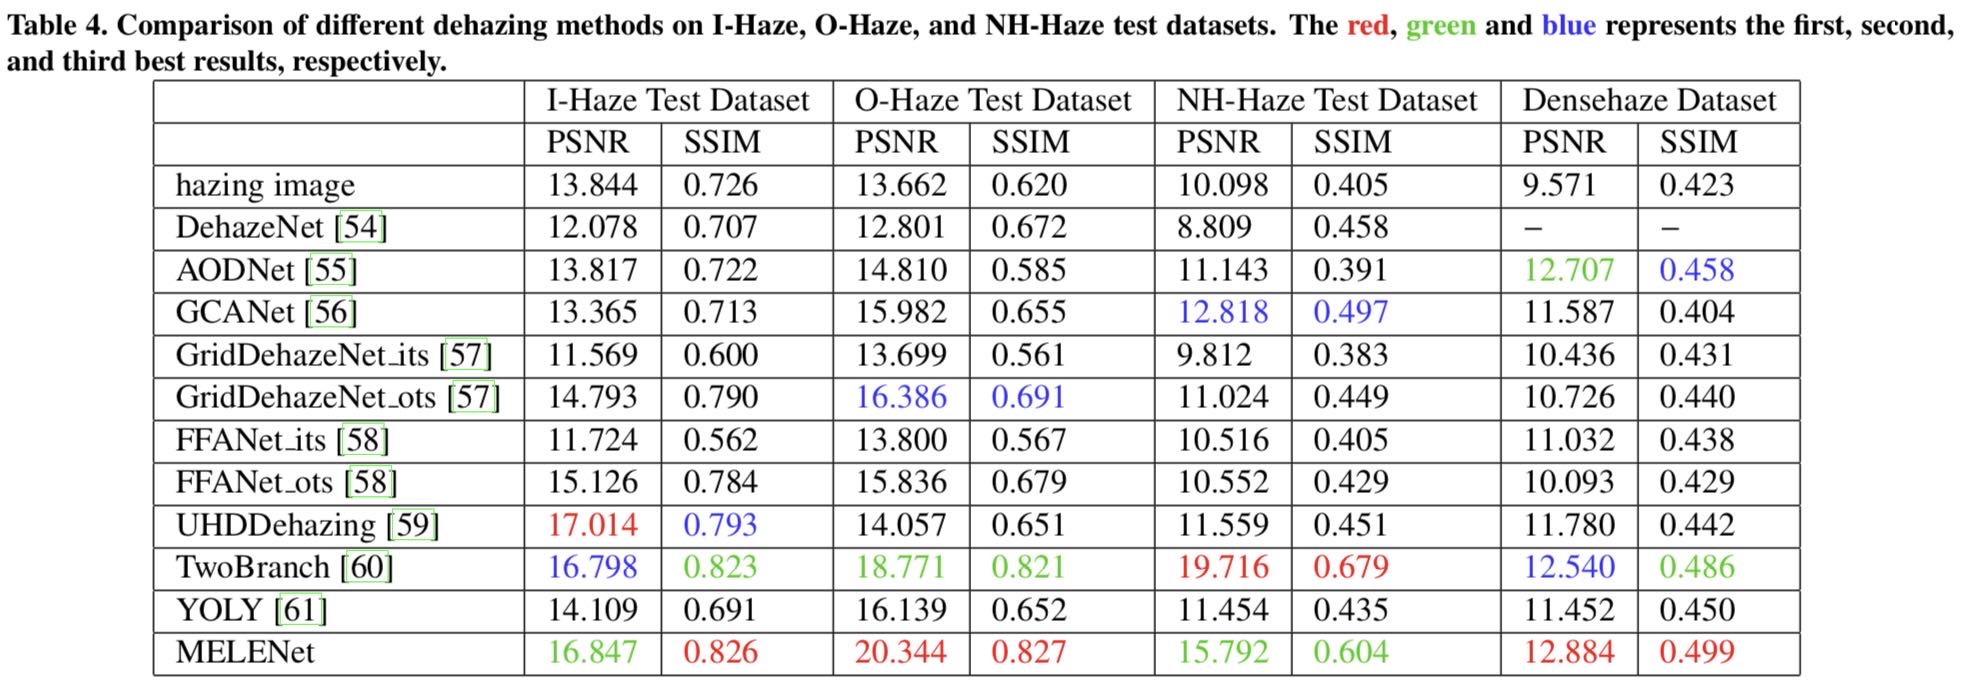 Table 4. Comparison of different dehazing methods on I-Haze, O-Haze, and NH-Haze test datasets. The red, green and blue represents the first, second,
and third best results, respectively.
I-Haze Test Dataset O-Haze Test Dataset NH-Haze Test Dataset Densehaze Dataset
PSNR SSIM PSNR SSIM PSNR SSIM PSNR SSIM
hazing image 13.844 0.726 13.662 0.620 10.098 0.405 9.571 0.423
DehazeNet [54] 12.078 0.707 12.801 0.672 8.809 0.458 – –
AODNet [55] 13.817 0.722 14.810 0.585 11.143 0.391 12.707 0.458
GCANet [56] 13.365 0.713 15.982 0.655 12.818 0.497 11.587 0.404
GridDehazeNet_its [57] 11.569 0.600 13.699 0.561 9.812 0.383 10.436 0.431
GridDehazeNet_ots [57] 14.793 0.790 16.386 0.691 11.024 0.449 10.726 0.440
FFANet_its [58] 11.724 0.562 13.800 0.567 10.516 0.405 11.032 0.438
FFANet_ots [58] 15.126 0.784 15.836 0.679 10.552 0.429 10.093 0.429
UHDDehazing [59] 17.014 0.793 14.057 0.651 11.559 0.451 11.780 0.442
TwoBranch [60] 16.798 0.823 18.771 0.821 19.716 0.679 12.540 0.486
YOLY [61] 14.109 0.691 16.139 0.652 11.454 0.435 11.452 0.450
MELENet 16.847 0.826 20.344 0.827 15.792 0.604 12.884 0.499